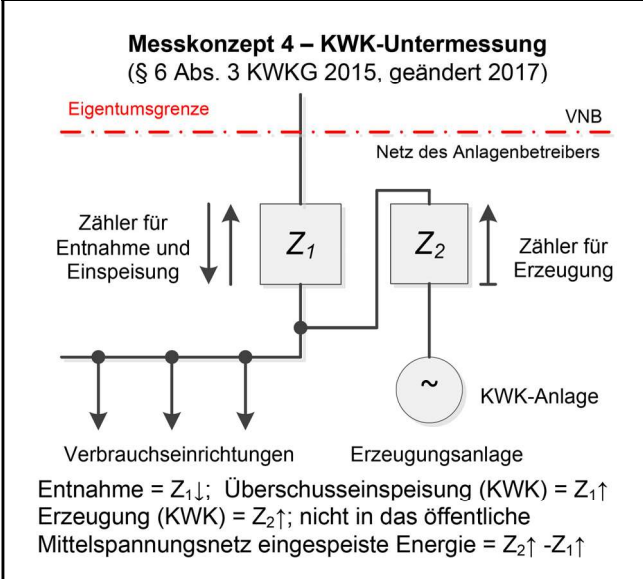 Messkonzept 4 – KWK-Untermessung
(§ 6 Abs. 3 KWKG 2015, geändert 2017)
Eigentumsgrenze
VNB
Netz des Anlagenbetreibers
Zähler für
Entnahme und
Einspeisung
Z₁
Z₂
Zähler für
Erzeugung
~
KWK-Anlage
Verbrauchseinrichtungen
Erzeugungsanlage
Entnahme = Z₁↓; Überschusseinspeisung (KWK) = Z₁↑
Erzeugung (KWK) = Z₂↑; nicht in das öffentliche
Mittelspannungsnetz eingespeiste Energie = Z₂↑ -Z₁↑